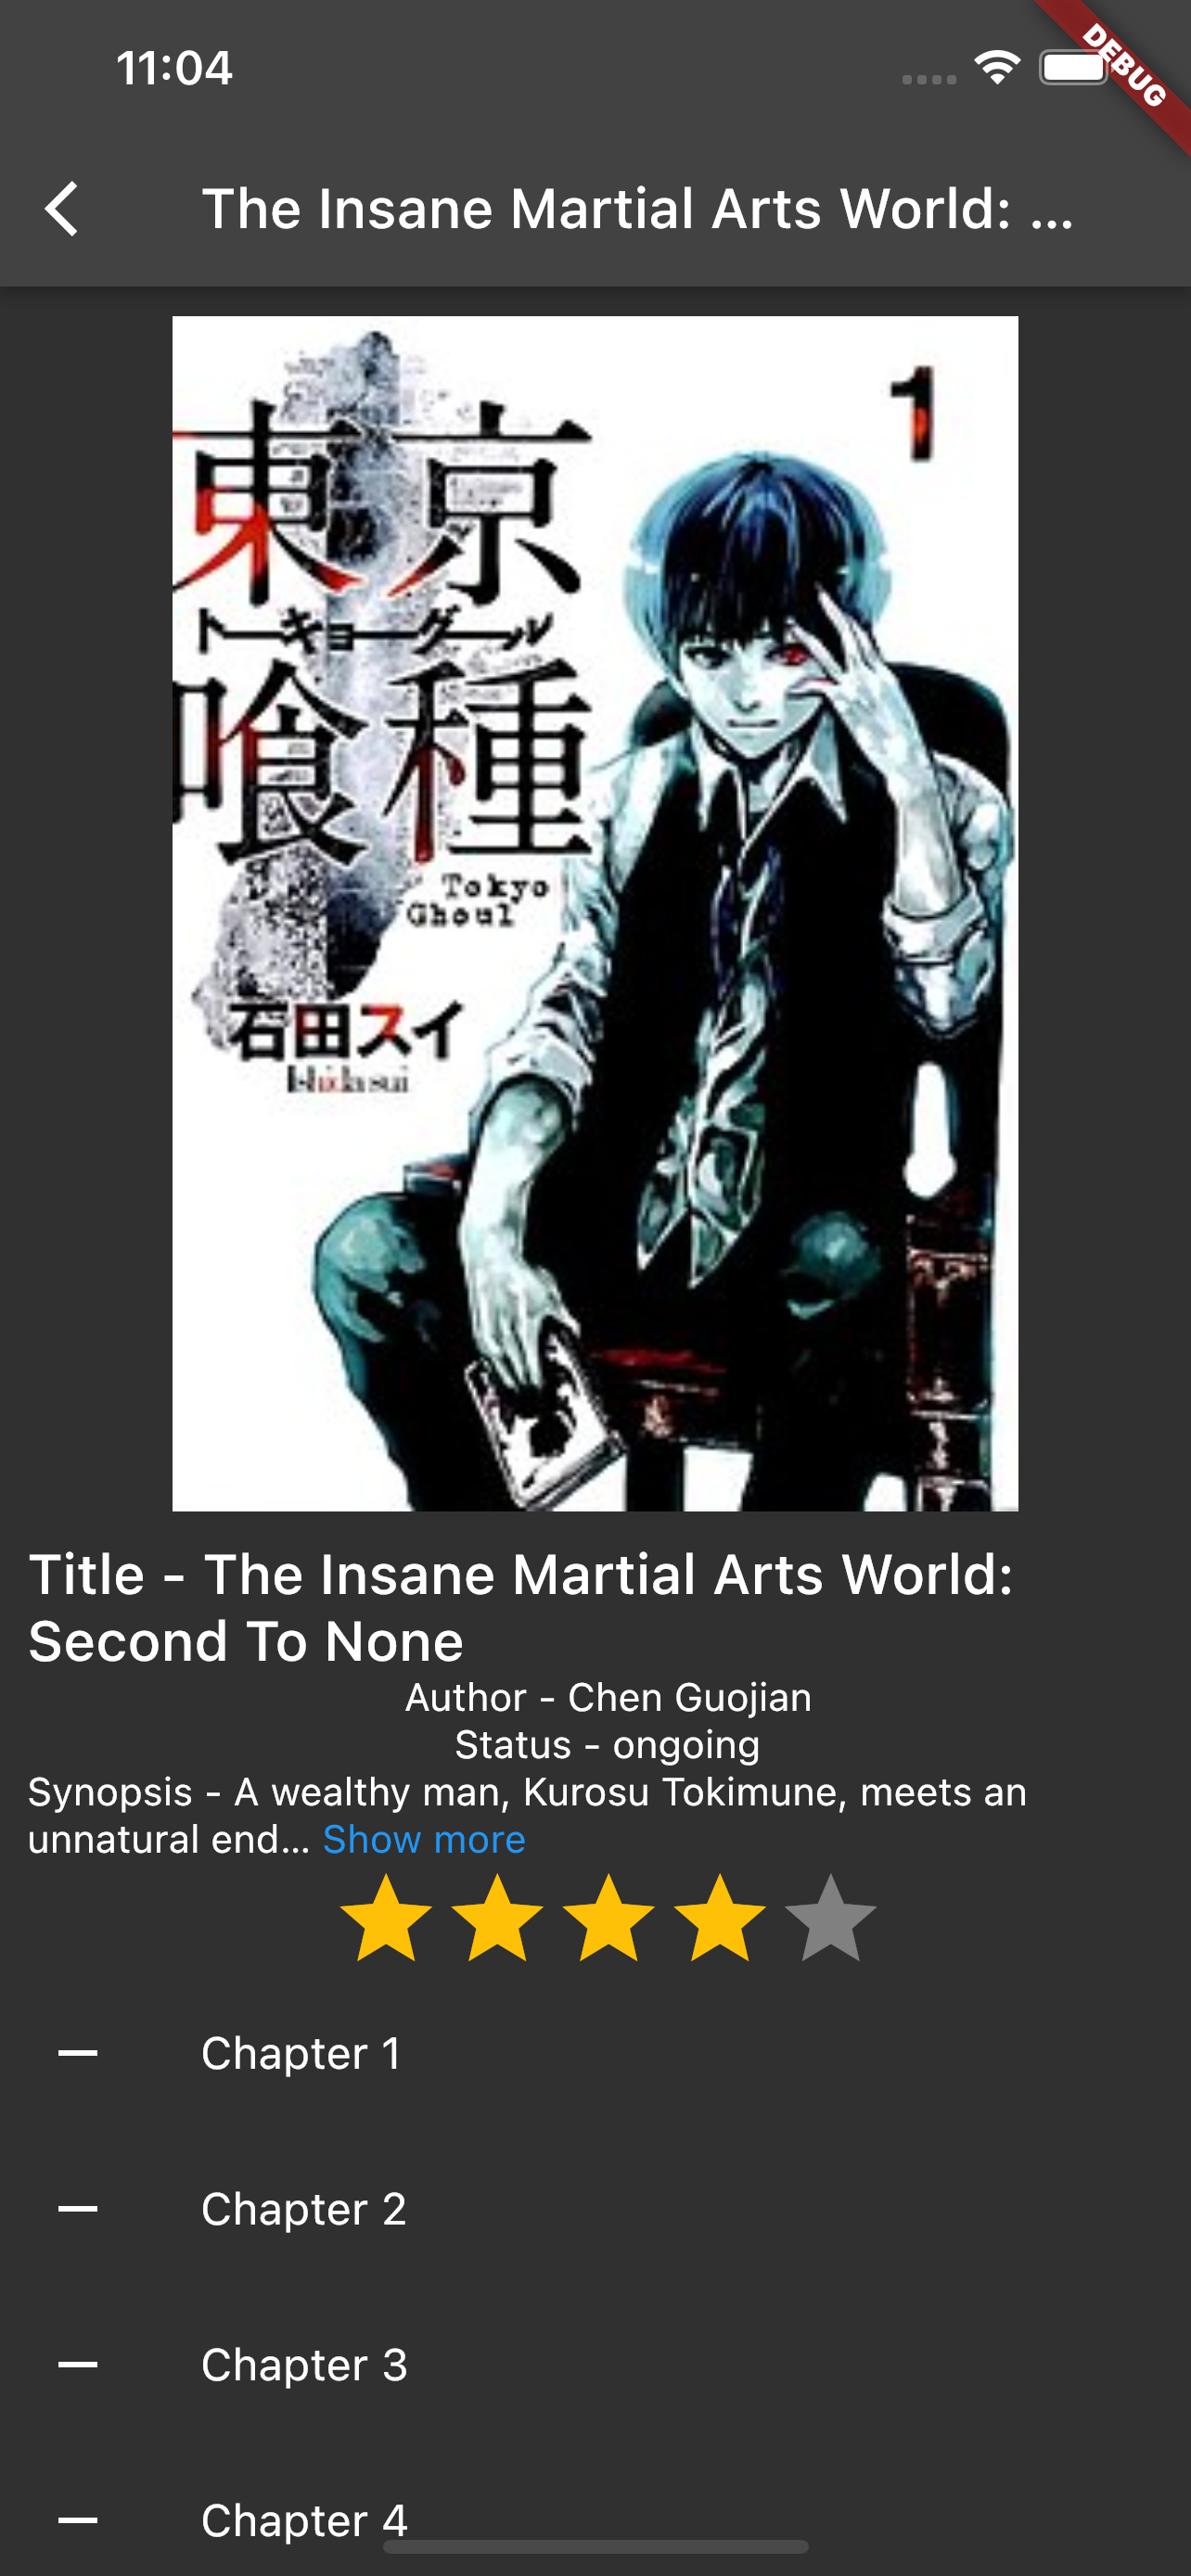 11:04
DEBUG
The Insane Martial Arts World: ...
1
東京
トーキョーグール
喰種
Tokyo
Ghoul
石田スイ
Ishida sui
Title - The Insane Martial Arts World:
Second To None
Author - Chen Guojian
Status - ongoing
Synopsis - A wealthy man, Kurosu Tokimune, meets an
unnatural end... Show more
Chapter 1
Chapter 2
Chapter 3
Chapter 4